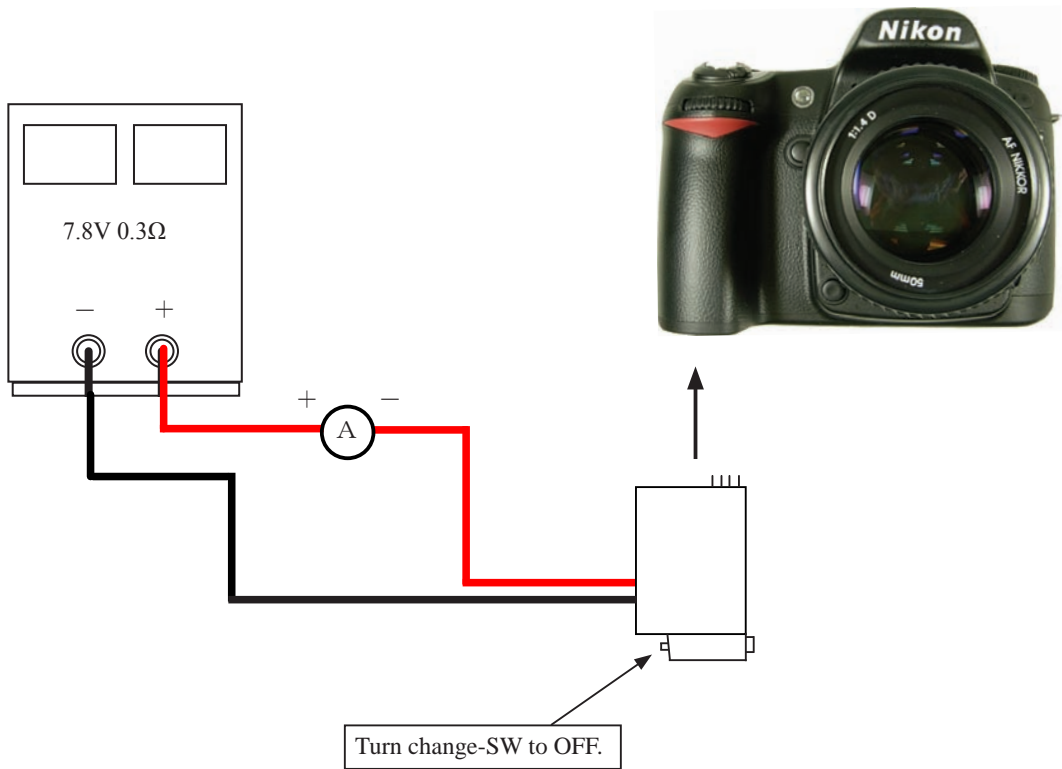 Nikon
1:1.4 D
AF NIKKOR
50mm
7.8V 0.3Ω
− +
+ −
A
Turn change-SW to OFF.